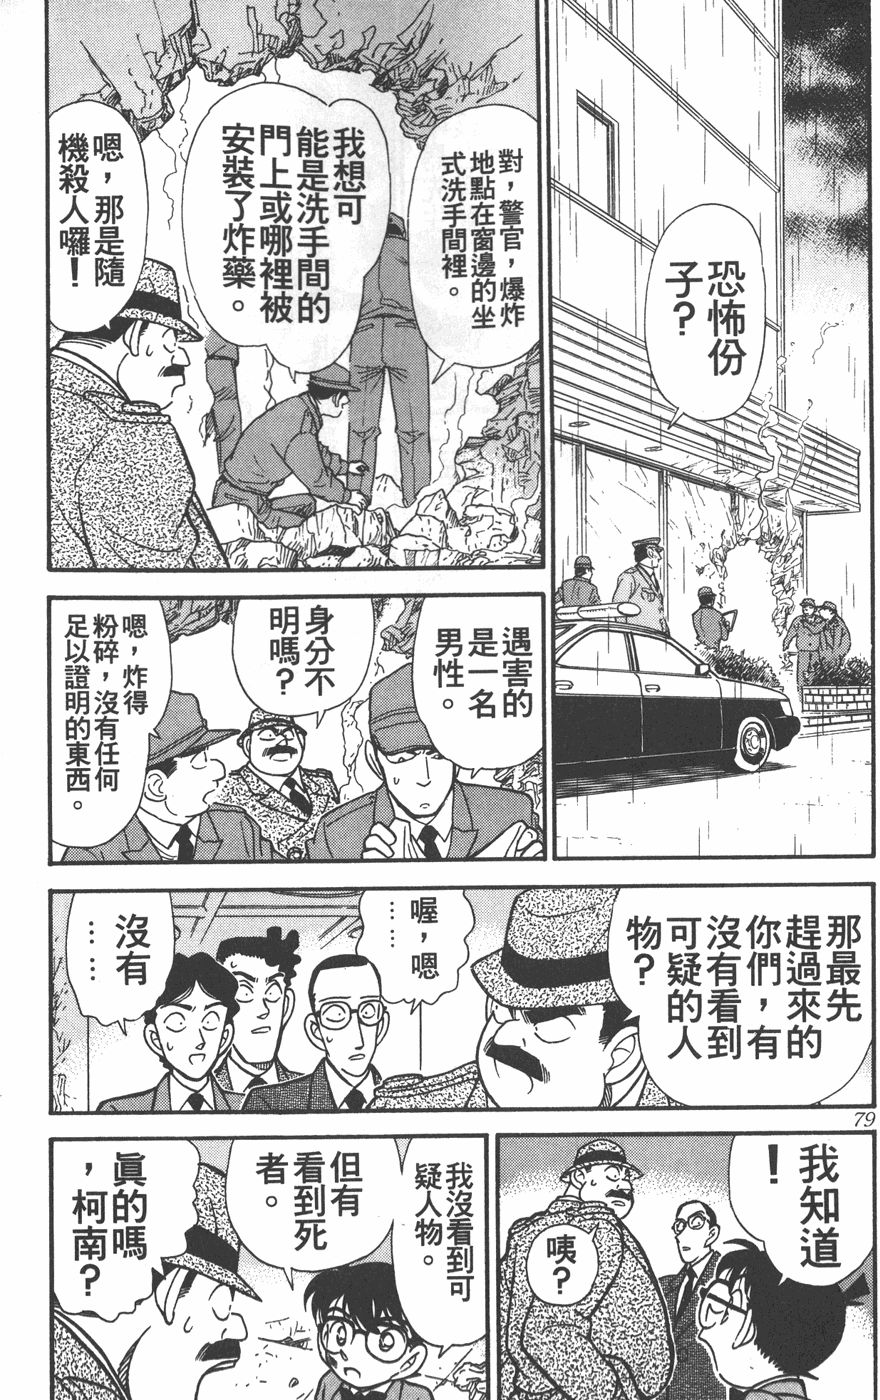 恐怖份
子?
對，警官，爆炸
地點在窗邊的坐
式洗手間裡。
我想可
能是洗手間的
門上或哪裡被
安裝了炸藥。
嗯，那是隨
機殺人囉！
遇害的
是一名
男性。
身分不
明嗎?
嗯，炸得
粉碎，沒有任何
足以證明的東西。
那最先
趕過來的
你們，有
沒有看到
可疑的人
物?
喔，嗯
……
沒有
……
79
我知道
！
咦?
我沒看到可
疑人物。
但有
看到死
者。
眞的嗎
，柯南?